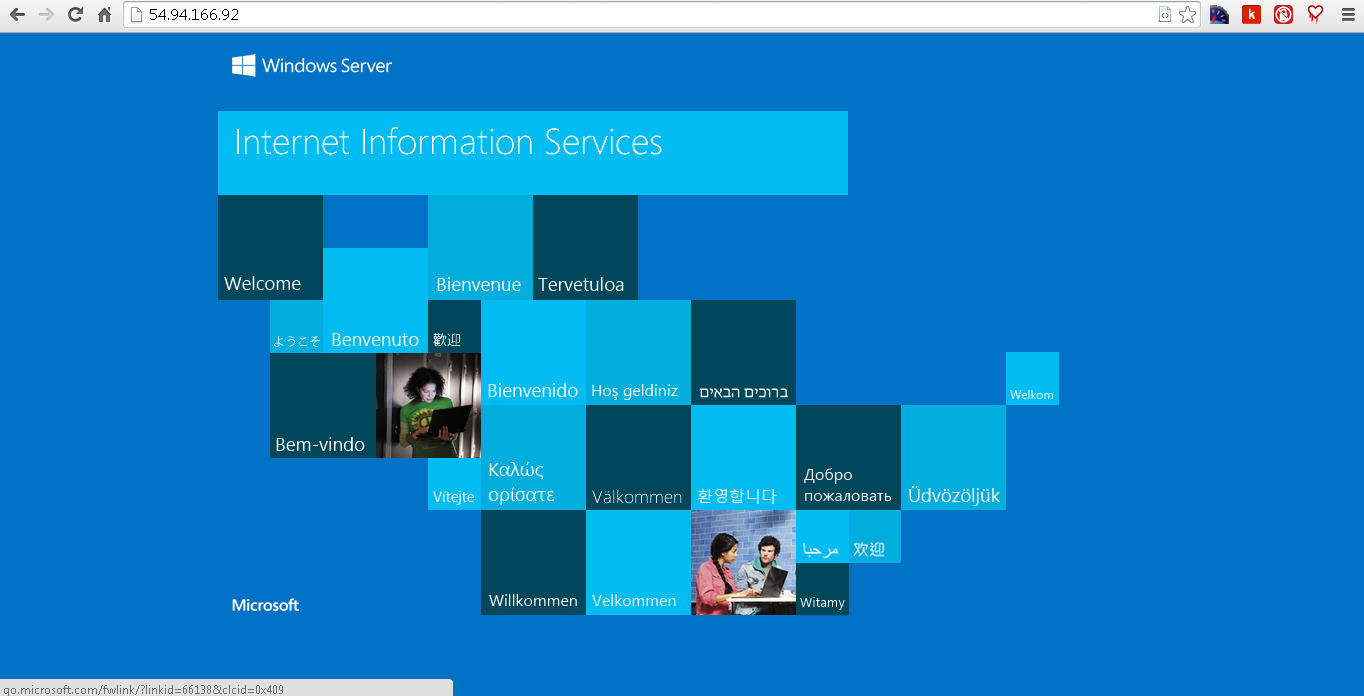 54.94.166.92
k
Windows Server
Internet Information Services
Welcome
Bienvenue
Tervetuloa
ようこそ
Benvenuto
歡迎
Bienvenido
Hoş geldiniz
ברוכים הבאים
Welkom
Bem-vindo
Vítejte
Καλώς
ορίσατε
Välkommen
환영합니다
Добро
пожаловать
Üdvözöljük
مرحبا
欢迎
Willkommen
Velkommen
Witamy
Microsoft
go.microsoft.com/fwlink/?linkid=66138&clcid=0x409